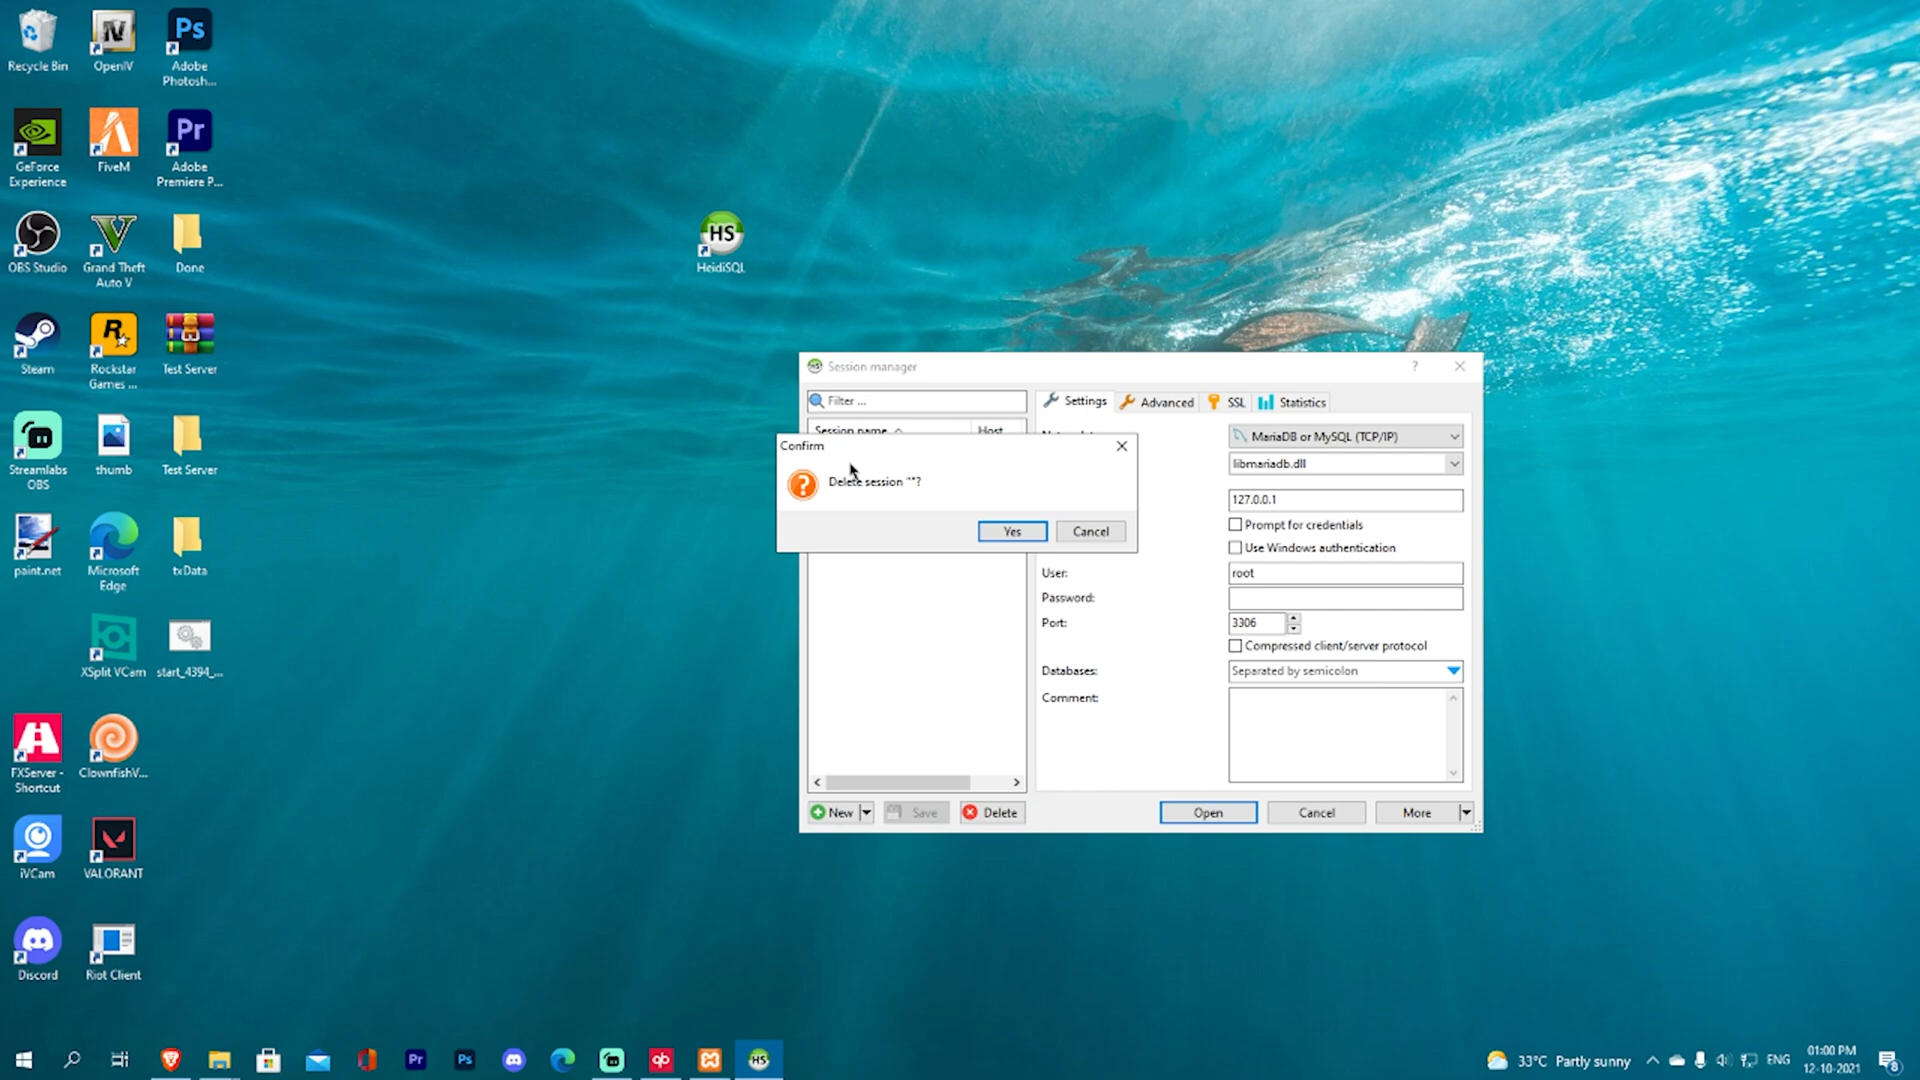 Recycle Bin
OpenIV
Adobe
Photosh...
GeForce
Experience
FiveM
Adobe
Premiere P...
OBS Studio
Grand Theft
Auto V
Done
Steam
Rockstar
Games ...
Test Server
Streamlabs
OBS
thumb
Test Server
paint.net
Microsoft
Edge
txData
XSplit VCam
start_4394_...
FXServer -
Shortcut
ClownfishV...
iVCam
VALORANT
Discord
Riot Client
HS
HeidiSQL
Session manager
?
Filter ...
Settings
Advanced
SSL
Statistics
Session name
Host
MariaDB or MySQL (TCP/IP)
libmariadb.dll
127.0.0.1
Prompt for credentials
Use Windows authentication
User:
root
Password:
Port:
3306
Compressed client/server protocol
Databases:
Separated by semicolon
Comment:
New
Save
Delete
Open
Cancel
More
Confirm
Delete session ""?
Yes
Cancel
33°C Partly sunny
ENG
01:00 PM
12-10-2021
8